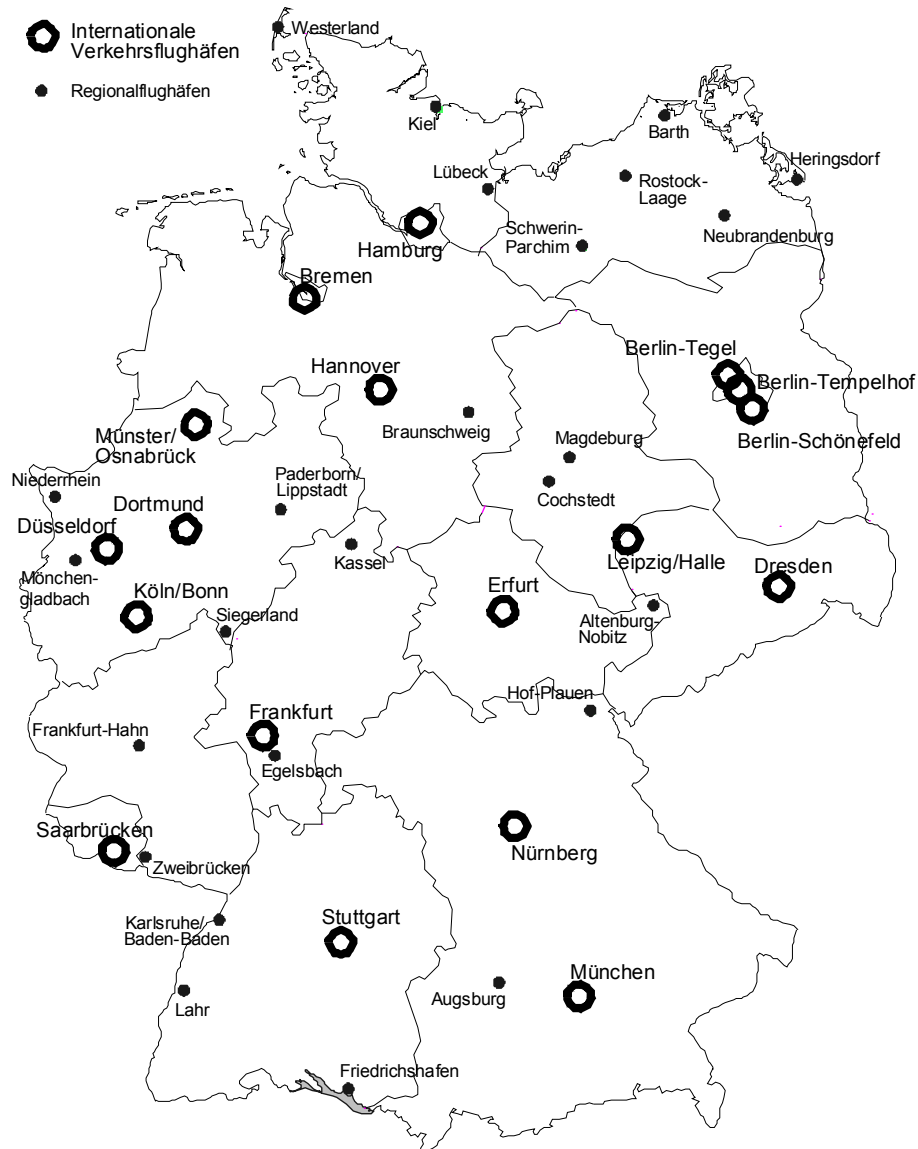 Internationale
Verkehrsflughäfen
Regionalflughäfen
Westerland
Kiel
Barth
Heringsdorf
Lübeck
Rostock-
Laage
Neubrandenburg
Schwerin-
Parchim
Hamburg
Bremen
Hannover
Berlin-Tegel
Berlin-Tempelhof
Berlin-Schönefeld
Braunschweig
Münster/
Osnabrück
Magdeburg
Cochstedt
Niederrhein
Paderborn/
Lippstadt
Dortmund
Düsseldorf
Mönchen-
gladbach
Kassel
Leipzig/Halle
Dresden
Köln/Bonn
Siegerland
Erfurt
Altenburg-
Nobitz
Hof-Plauen
Frankfurt
Frankfurt-Hahn
Egelsbach
Saarbrücken
Zweibrücken
Nürnberg
Karlsruhe/
Baden-Baden
Stuttgart
München
Augsburg
Lahr
Friedrichshafen